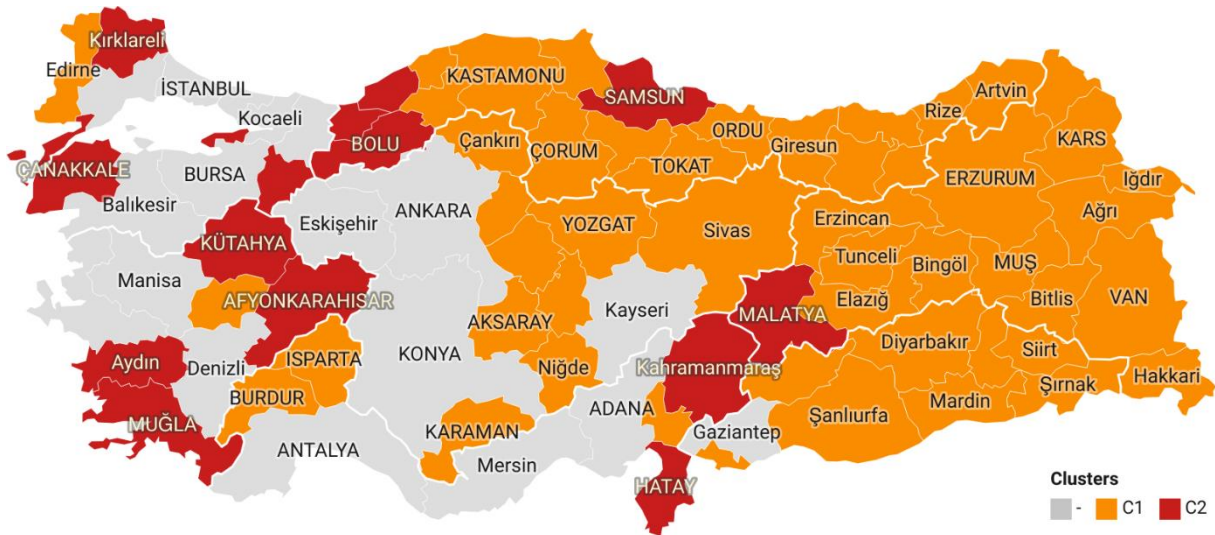 Kırklareli
Edirne
İSTANBUL
Kocaeli
KASTAMONU
SAMSUN
Artvin
Rize
ORDU
Giresun
KARS
BOLU
Çankırı
ÇORUM
TOKAT
ERZURUM
Iğdır
ÇANAKKALE
BURSA
Balıkesir
Eskişehir
ANKARA
YOZGAT
Sivas
Erzincan
Ağrı
KÜTAHYA
Tunceli
Bingöl
MUŞ
Manisa
AFYONKARAHISAR
Kayseri
Elazığ
Bitlis
VAN
AKSARAY
MALATYA
Aydın
Denizli
ISPARTA
KONYA
Niğde
Kahramanmaraş
Diyarbakır
Siirt
Şırnak
Hakkari
BURDUR
MUĞLA
ADANA
Mardin
Şanlıurfa
KARAMAN
Gaziantep
ANTALYA
Mersin
HATAY
Clusters
- C1 C2